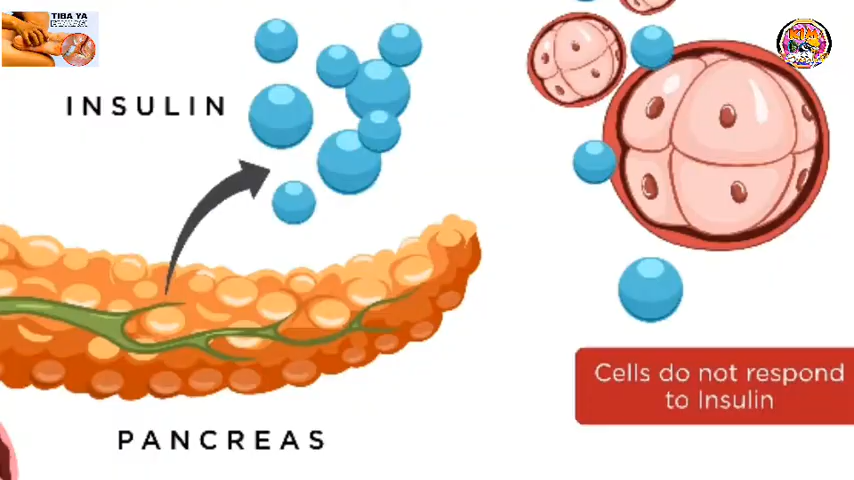 TIBA YA
INSULIN
Cells do not respond
to Insulin
PANCREAS